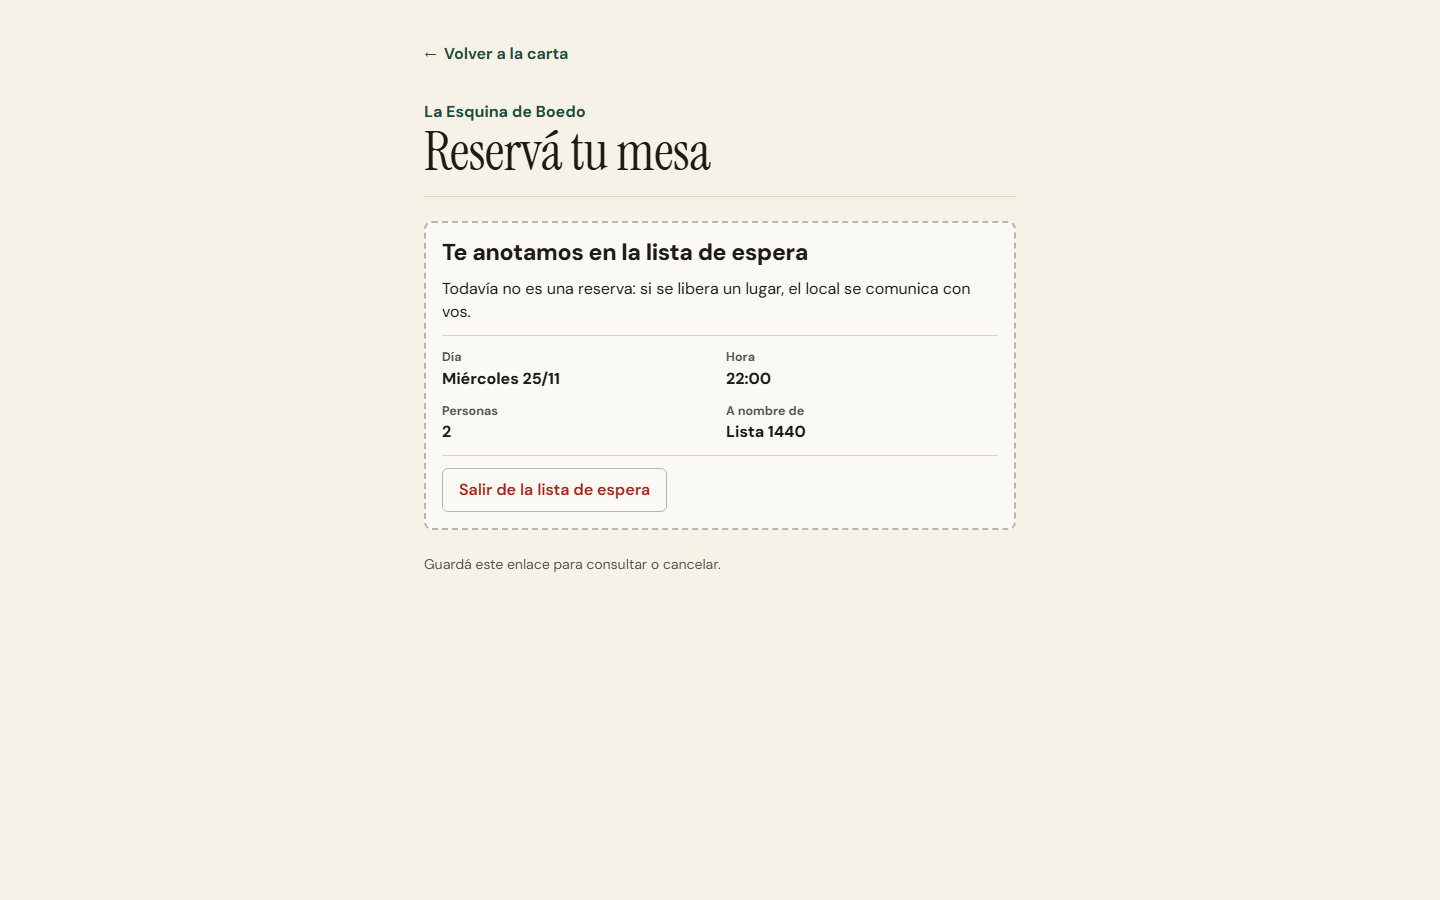 ← Volver a la carta
La Esquina de Boedo
Reservá tu mesa
Te anotamos en la lista de espera
Todavía no es una reserva: si se libera un lugar, el local se comunica con
vos.
Día
Miércoles 25/11
Hora
22:00
Personas
2
A nombre de
Lista 1440
Salir de la lista de espera
Guardá este enlace para consultar o cancelar.